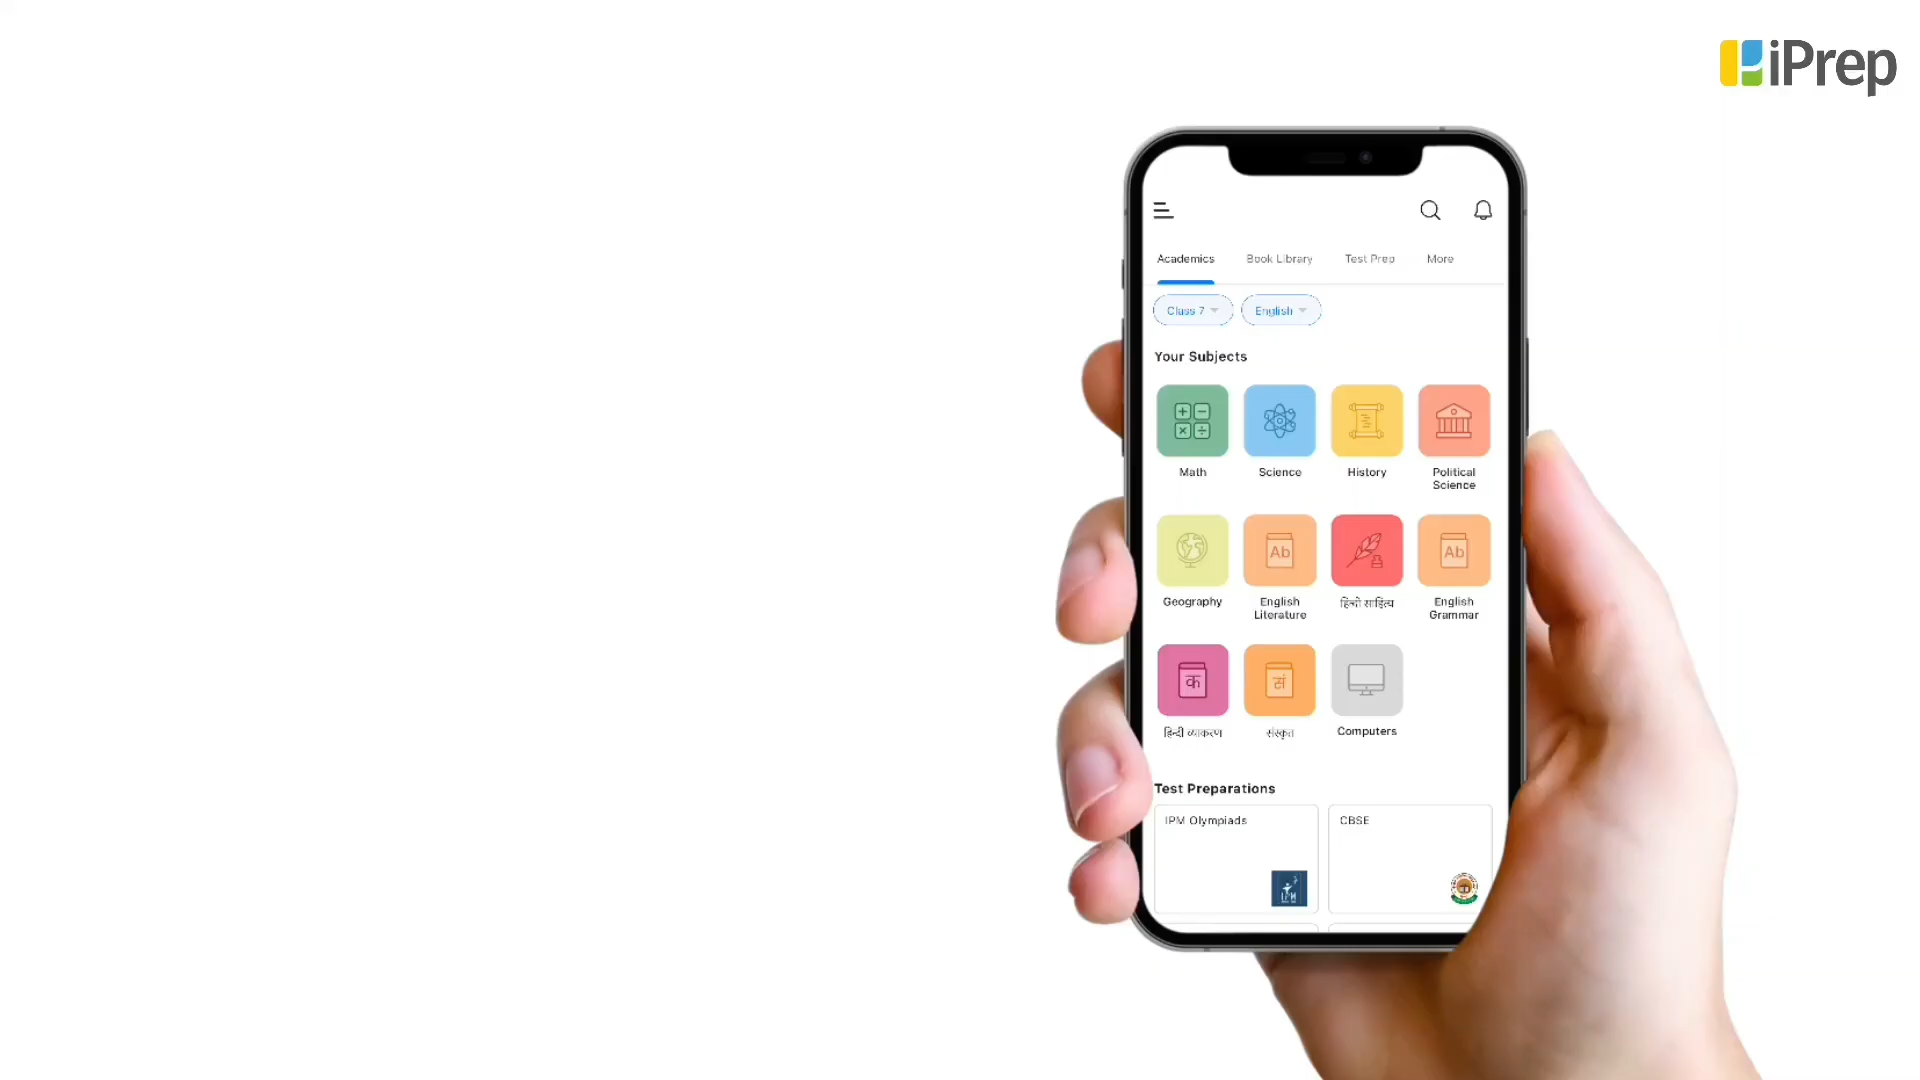 iPrep
Academics Book Library Test Prep More
Class 7 English
Your Subjects
Math Science History Political Science
Geography English Literature हिन्दी साहित्य English Grammar
हिन्दी व्याकरण संस्कृत Computers
Test Preparations
IPM Olympiads CBSE